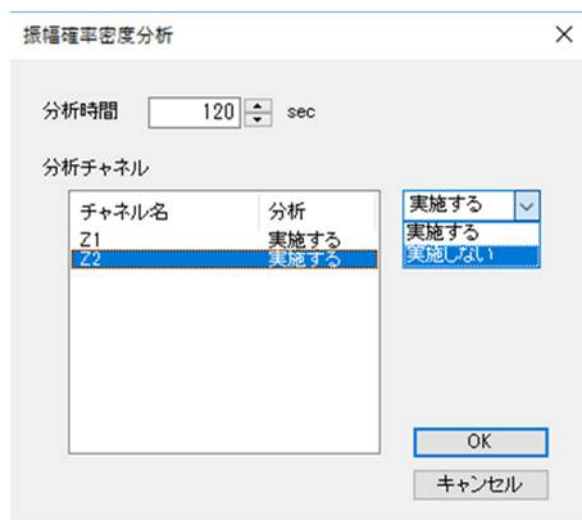 振幅確率密度分析
分析時間 120 sec
分析チャネル
チャネル名 分析
Z1 実施する
Z2 実施する
実施する
実施する
実施しない
OK
キャンセル